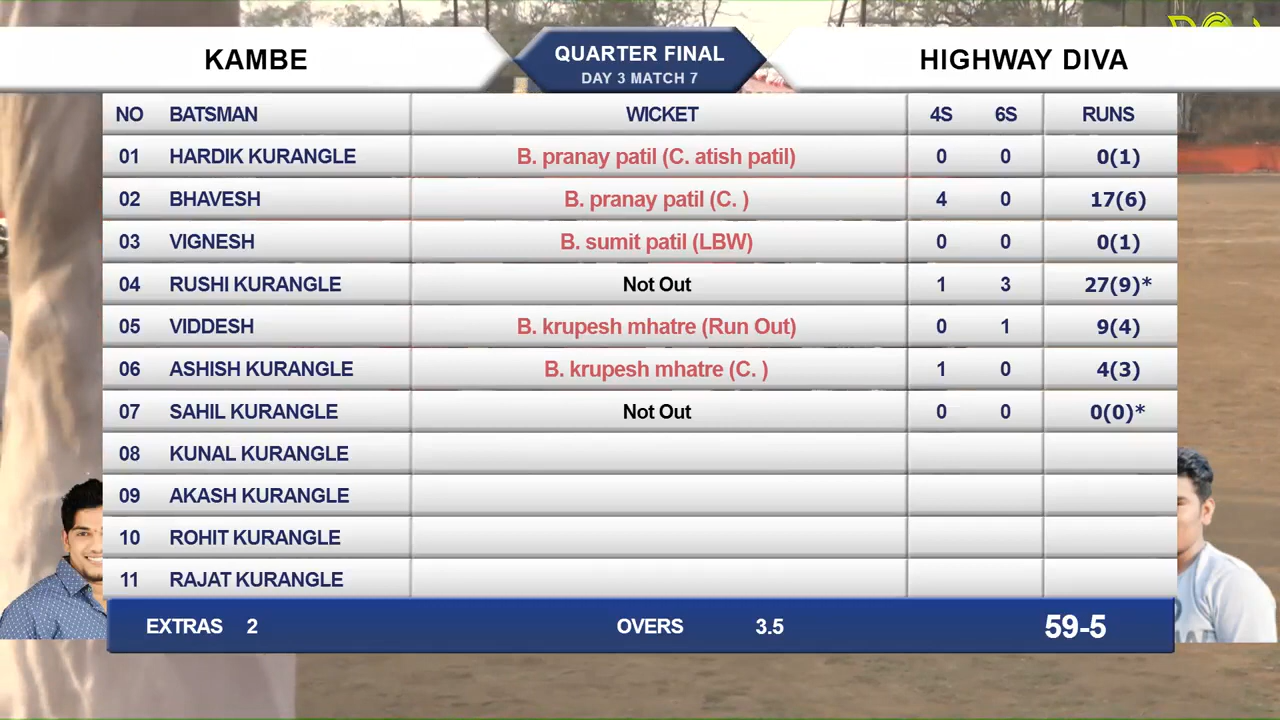 KAMBE
QUARTER FINAL
DAY 3 MATCH 7
HIGHWAY DIVA
NO BATSMAN WICKET 4S 6S RUNS
01 HARDIK KURANGLE B. pranay patil (C. atish patil) 0 0 0(1)
02 BHAVESH B. pranay patil (C. ) 4 0 17(6)
03 VIGNESH B. sumit patil (LBW) 0 0 0(1)
04 RUSHI KURANGLE Not Out 1 3 27(9)*
05 VIDDESH B. krupesh mhatre (Run Out) 0 1 9(4)
06 ASHISH KURANGLE B. krupesh mhatre (C. ) 1 0 4(3)
07 SAHIL KURANGLE Not Out 0 0 0(0)*
08 KUNAL KURANGLE
09 AKASH KURANGLE
10 ROHIT KURANGLE
11 RAJAT KURANGLE
EXTRAS 2 OVERS 3.5 59-5